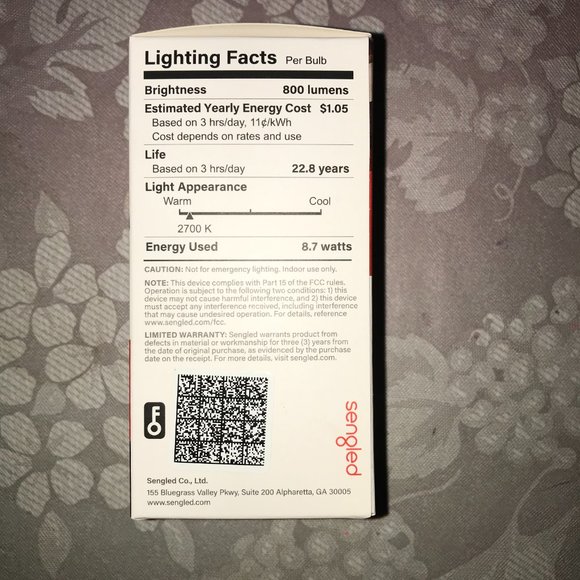 Lighting Facts Per Bulb
Brightness 800 lumens
Estimated Yearly Energy Cost $1.05
Based on 3 hrs/day, 11¢/kWh
Cost depends on rates and use
Life
Based on 3 hrs/day 22.8 years
Light Appearance
Warm Cool
2700 K
Energy Used 8.7 watts
CAUTION: Not for emergency lighting. Indoor use only.
NOTE: This device complies with Part 15 of the FCC rules.
Operation is subject to the following two conditions: 1) this
device may not cause harmful interference, and 2) this device
must accept any interference received, including interference
that may cause undesired operation. For details, reference
www.sengled.com/fcc.
LIMITED WARRANTY: Sengled warrants product from
defects in material or workmanship for three (3) years from
the date of original purchase, as evidenced by the purchase
date on the receipt. For more details, visit sengled.com.
sengled
Sengled Co., Ltd.
155 Bluegrass Valley Pkwy, Suite 200 Alpharetta, GA 30005
www.sengled.com